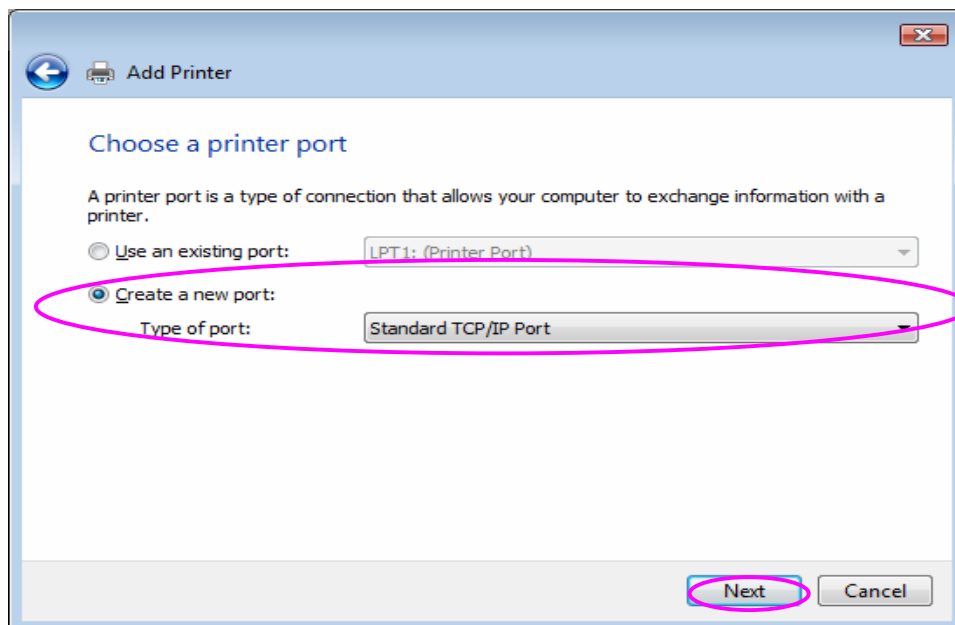 Add Printer
Choose a printer port
A printer port is a type of connection that allows your computer to exchange information with a
printer.
Use an existing port: LPT1: (Printer Port)
Create a new port:
Type of port: Standard TCP/IP Port
Next Cancel